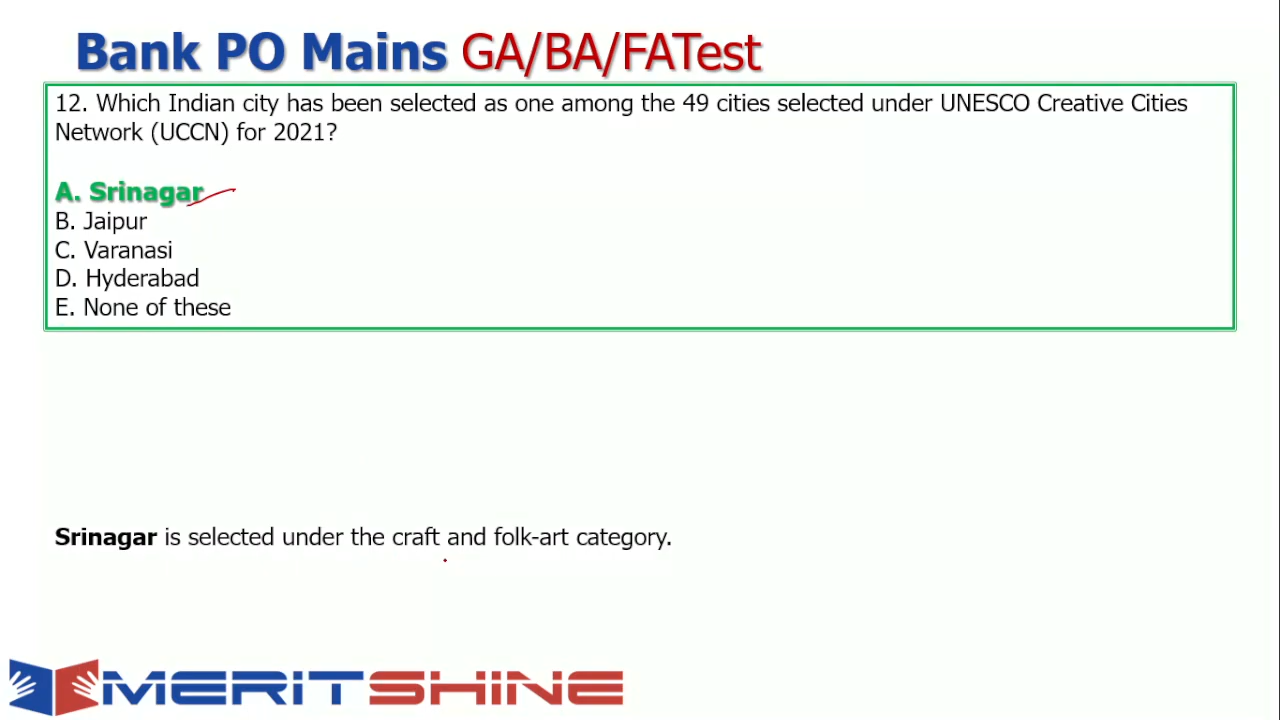 Bank PO Mains GA/BA/FATest
12. Which Indian city has been selected as one among the 49 cities selected under UNESCO Creative Cities
Network (UCCN) for 2021?
A. Srinagar
B. Jaipur
C. Varanasi
D. Hyderabad
E. None of these
Srinagar is selected under the craft and folk-art category.
MERITSHINE